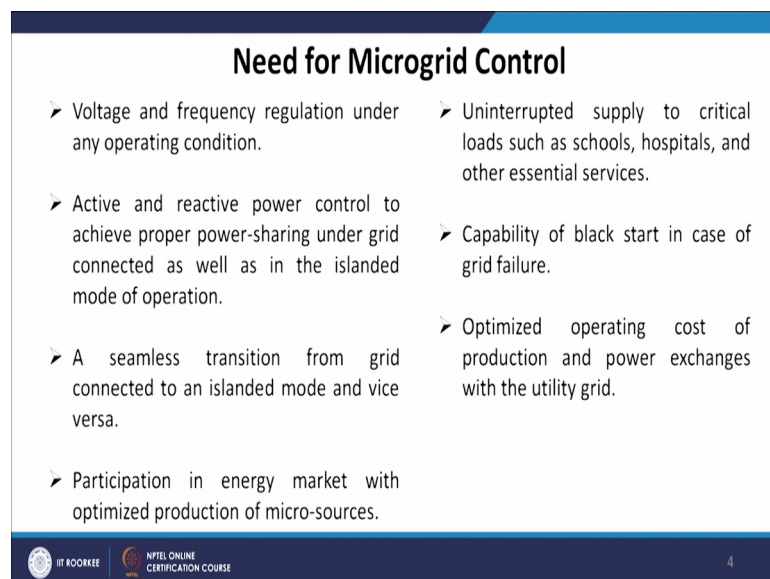 Need for Microgrid Control
➤ Voltage and frequency regulation under
any operating condition.
➤ Active and reactive power control to
achieve proper power-sharing under grid
connected as well as in the islanded
mode of operation.
➤ A seamless transition from grid
connected to an islanded mode and vice
versa.
➤ Participation in energy market with
optimized production of micro-sources.
➤ Uninterrupted supply to critical
loads such as schools, hospitals, and
other essential services.
➤ Capability of black start in case of
grid failure.
➤ Optimized operating cost of
production and power exchanges
with the utility grid.
IIT ROORKEE
NPTEL ONLINE
CERTIFICATION COURSE
4